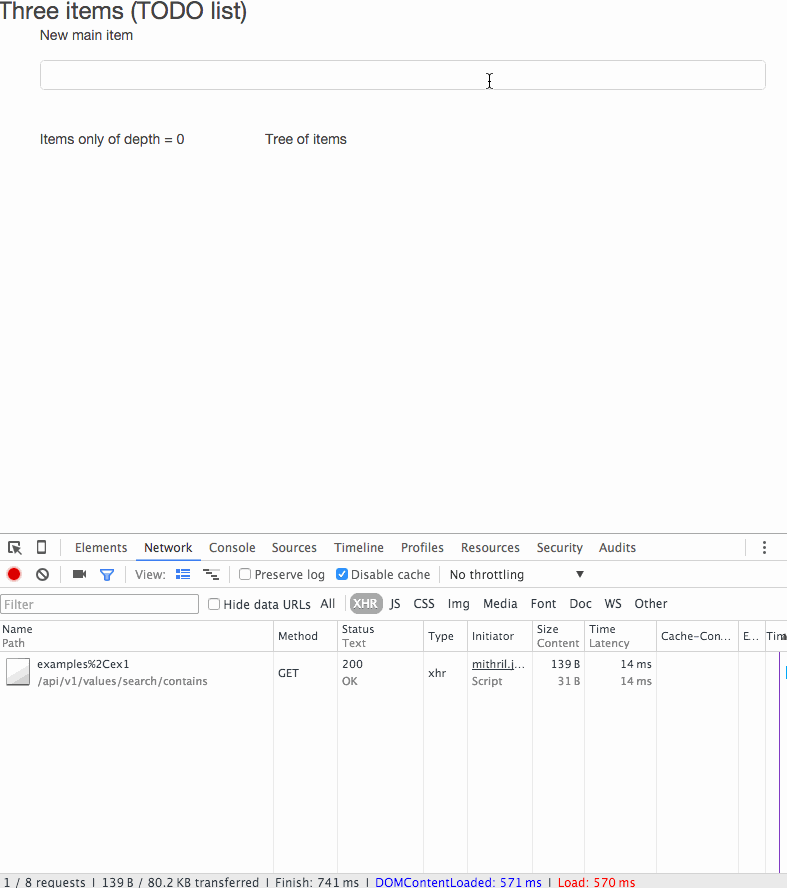 Three items (TODO list)
New main item
Items only of depth = 0 Tree of items
Elements Network Console Sources Timeline Profiles Resources Security Audits
View: Preserve log Disable cache No throttling
Filter Hide data URLs All XHR JS CSS Img Media Font Doc WS Other
Name Method Status Type Initiator Size Time Cache-Con... E... Tim
Path Text Content Latency
examples%2Cex1 GET 200 xhr mithril.j... 139 B 14 ms
/api/v1/values/search/contains OK Script 31 B 14 ms
1 / 8 requests | 139 B / 80.2 KB transferred | Finish: 741 ms | DOMContentLoaded: 571 ms | Load: 570 ms